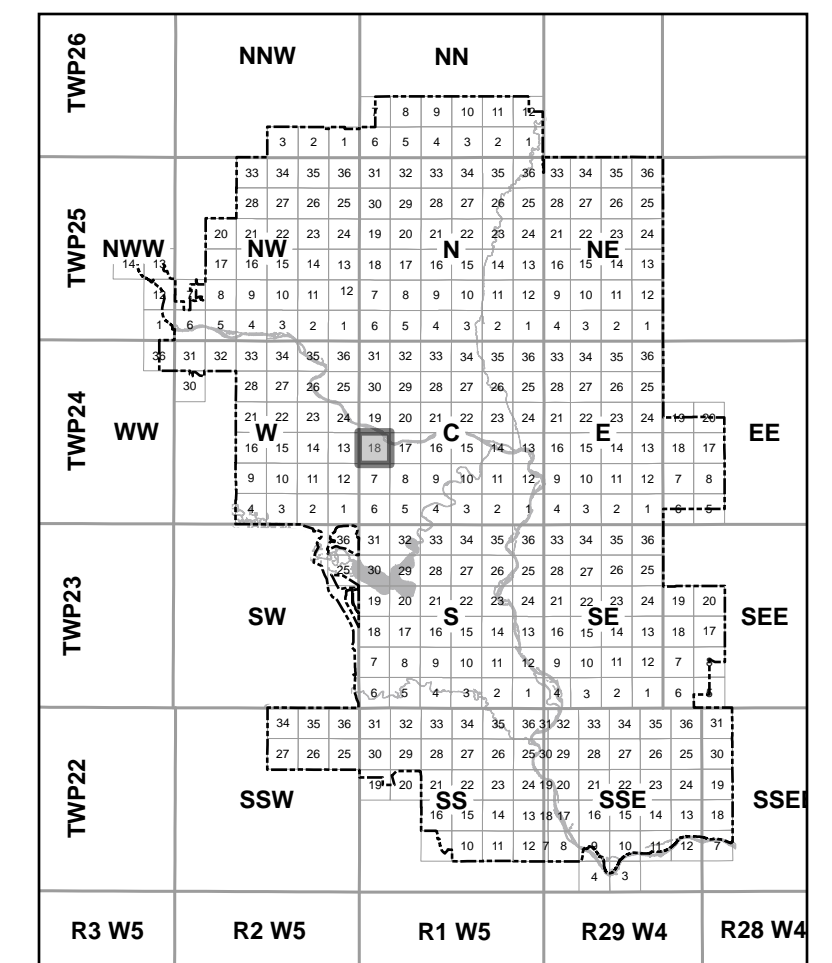 NNW NN
TWP26
7 8 9 10 11 12
3 2 1 6 5 4 3 2 1
33 34 35 36 31 32 33 34 35 36 33 34 35 36
28 27 26 25 30 29 28 27 26 25 28 27 26 25
TWP25
20 21 22 23 24 19 20 21 22 23 24 21 22 23 24
NWW NW N NE
14 13 17 16 15 14 13 18 17 16 15 14 13 16 15 14 13
12 7 8 9 10 11 12 7 8 9 10 11 12 9 10 11 12
1 6 5 4 3 2 1 6 5 4 3 2 1 4 3 2 1
36 31 32 33 34 35 36 31 32 33 34 35 36 33 34 35 36
30 28 27 26 25 30 29 28 27 26 25 28 27 26 25
TWP24
21 22 23 24 19 20 21 22 23 24 21 22 23 24 19 20
WW W C E EE
16 15 14 13 18 17 16 15 14 13 16 15 14 13 18 17
9 10 11 12 7 8 9 10 11 12 9 10 11 12 7 8
4 3 2 1 6 5 4 3 2 1 4 3 2 1 6 5
36 31 32 33 34 35 36 33 34 35 36
25 30 29 28 27 26 25 28 27 26 25
TWP23
19 20 21 22 23 24 21 22 23 24 19 20
SW S SE SEE
18 17 16 15 14 13 16 15 14 13 18 17
7 8 9 10 11 12 9 10 11 12 7 8
6 5 4 3 2 1 4 3 2 1 6 5
34 35 36 31 32 33 34 35 36 31 32 33 34 35 36 31
27 26 25 30 29 28 27 26 25 30 29 28 27 26 25 30
TWP22
19 20 21 22 23 24 19 20 21 22 23 24 19
SSW SS SSE SSE
16 15 14 13 18 17 16 15 14 13 18
10 11 12 7 8 9 10 11 12 7
4 3
R3 W5 R2 W5 R1 W5 R29 W4 R28 W4